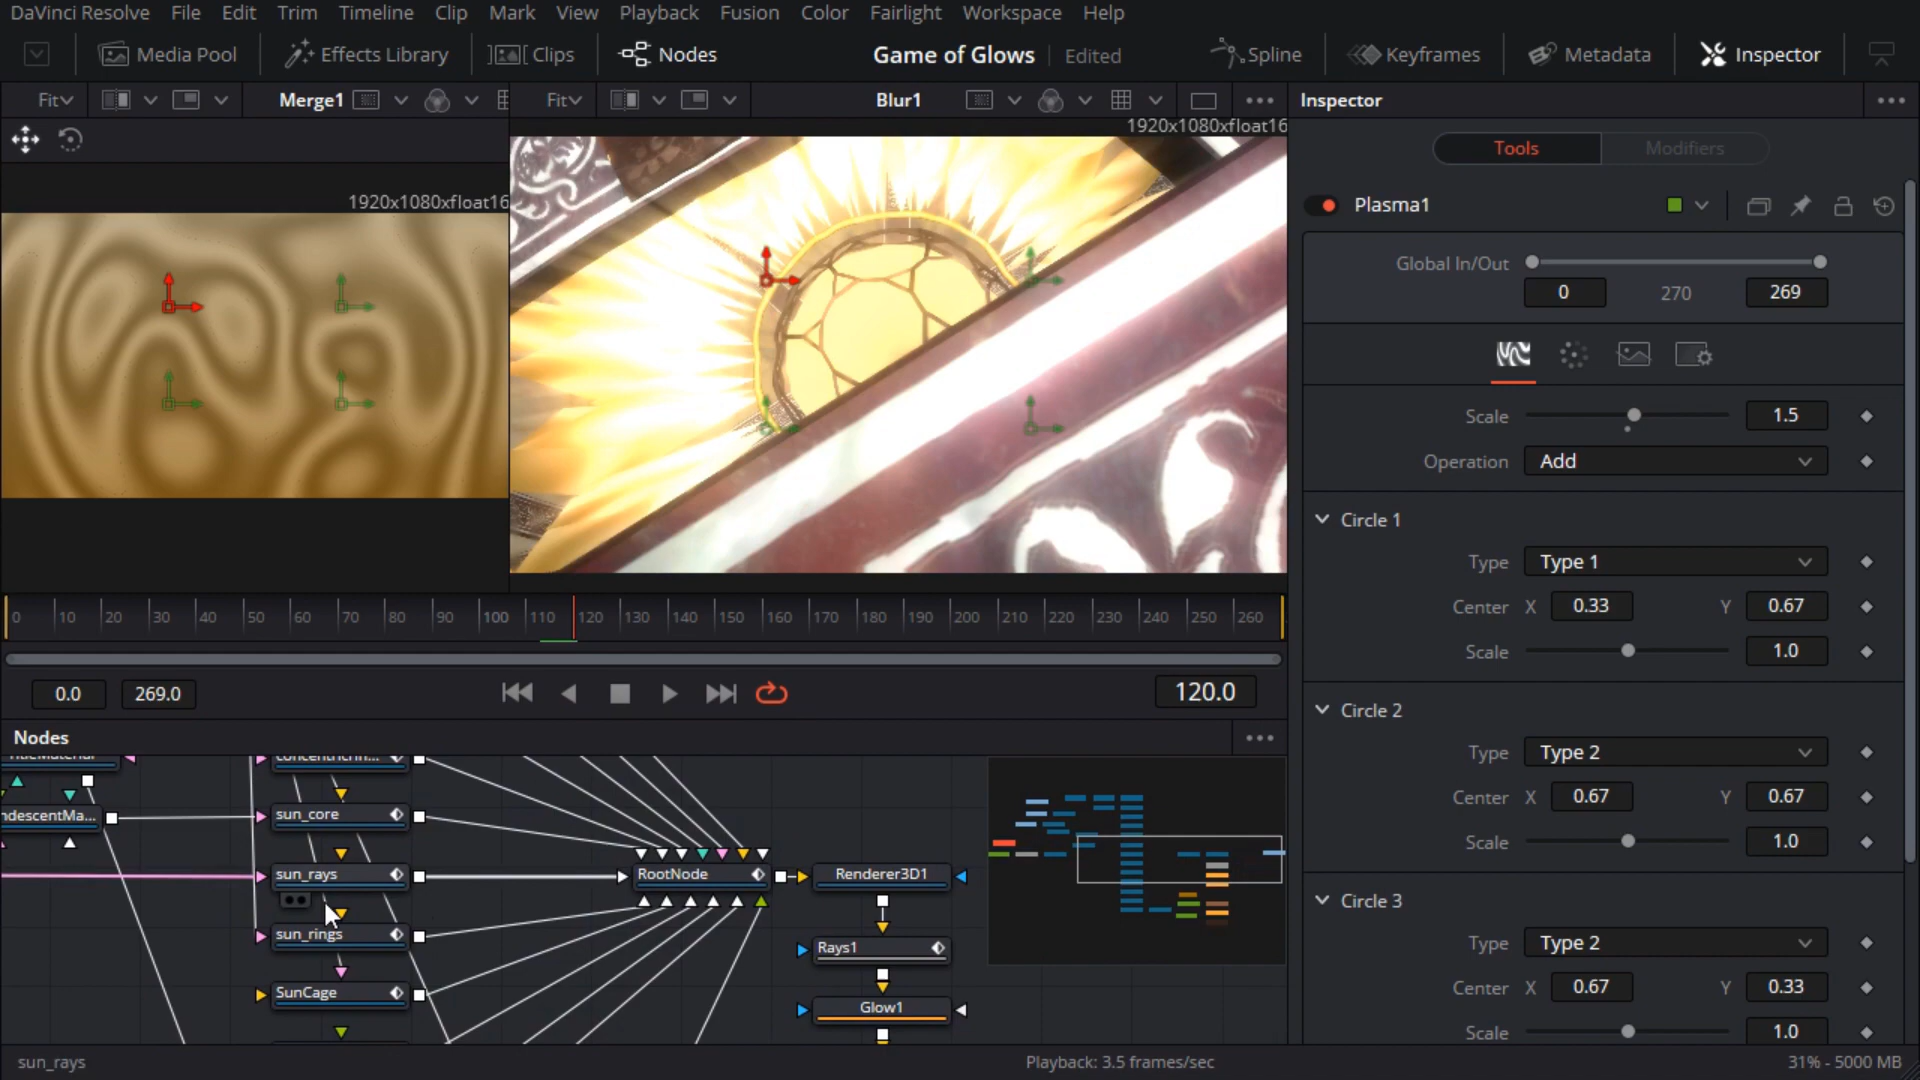 DaVinci Resolve File Edit Trim Timeline Clip Mark View Playback Fusion Color Fairlight Workspace Help
Media Pool Effects Library Clips Nodes Game of Glows Edited Spline Keyframes Metadata Inspector
Fit Merge1 Fit Blur1 Inspector
1920x1080xfloat16
Tools Modifiers
1920x1080xfloat16
Plasma1
Global In/Out
0 270 269
Scale 1.5
Operation Add
Circle 1
Type Type 1
Center X 0.33 Y 0.67
Scale 1.0
Circle 2
Type Type 2
Center X 0.67 Y 0.67
Scale 1.0
Circle 3
Type Type 2
Center X 0.67 Y 0.33
Scale 1.0
0 10 20 30 40 50 60 70 80 90 100 110 120 130 140 150 160 170 180 190 200 210 220 230 240 250 260
0.0 269.0 120.0
Nodes
sun_core
ndescentMa...
sun_rays RootNode Renderer3D1
sun_rings
Rays1
SunCage
Glow1
sun_rays Playback: 3.5 frames/sec 31% - 5000 MB